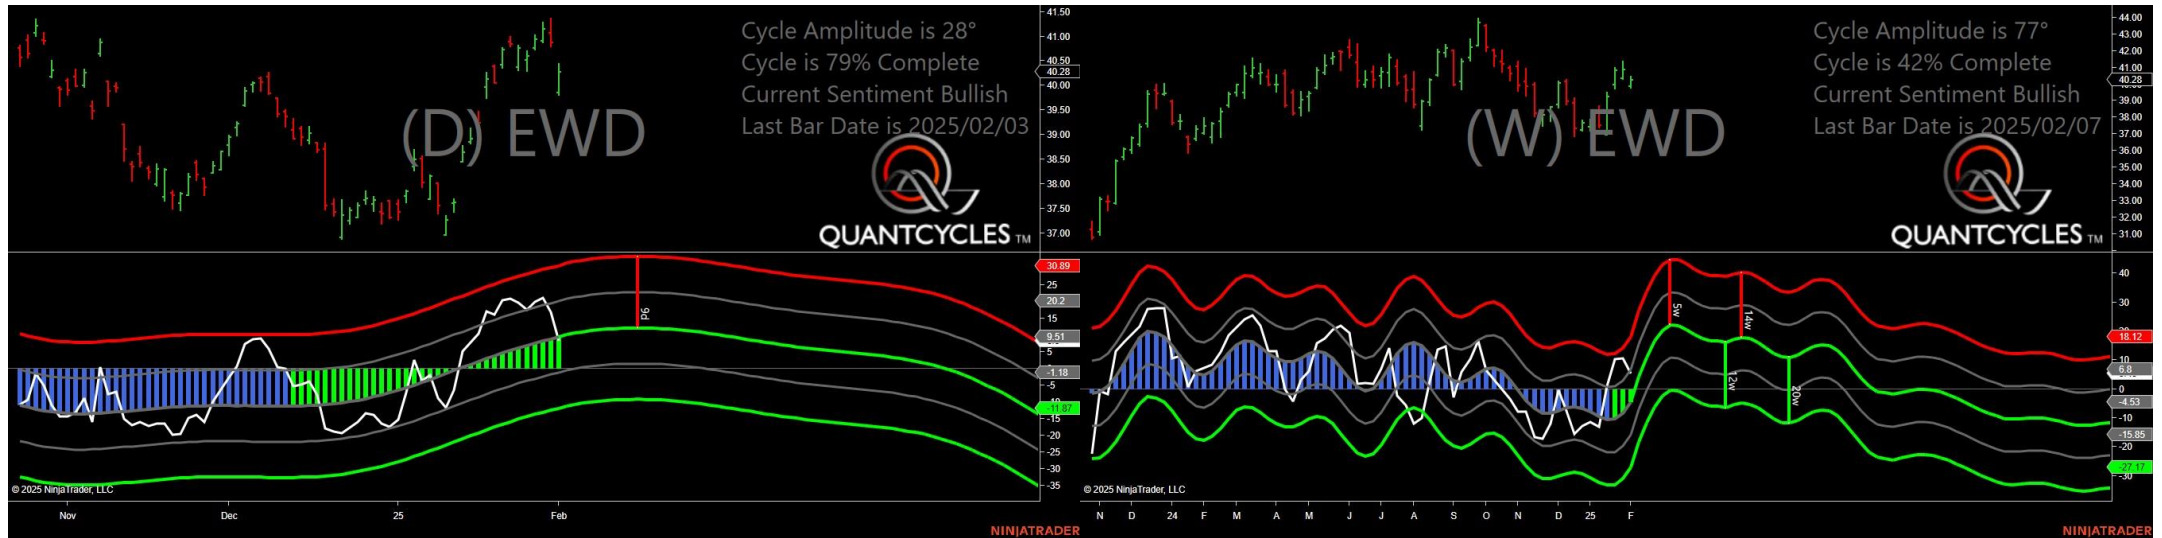 Cycle Amplitude is 28°
Cycle is 79% Complete
Current Sentiment Bullish
Last Bar Date is 2025/02/03
(D) EWD
QUANTCYCLES TM
41.50
41.00
40.50
40.28
40.00
39.50
39.00
38.50
38.00
37.50
37.00
30.89
25
20.2
15
9.51
5
-1.18
-5
-11.87
-15
-20
-25
-30
-35
9d
© 2025 NinjaTrader, LLC
Nov
Dec
25
Feb
NINJATRADER
Cycle Amplitude is 77°
Cycle is 42% Complete
Current Sentiment Bullish
Last Bar Date is 2025/02/07
(W) EWD
QUANTCYCLES TM
44.00
43.00
42.00
41.00
40.28
39.00
38.00
37.00
36.00
35.00
34.00
33.00
32.00
31.00
40
30
18.12
10
6.8
0
-4.53
-10
-15.85
-20
-27.17
5w
14w
12w
20w
© 2025 NinjaTrader, LLC
N D 24 F M A M J J A S O N D 25 F
NINJATRADER